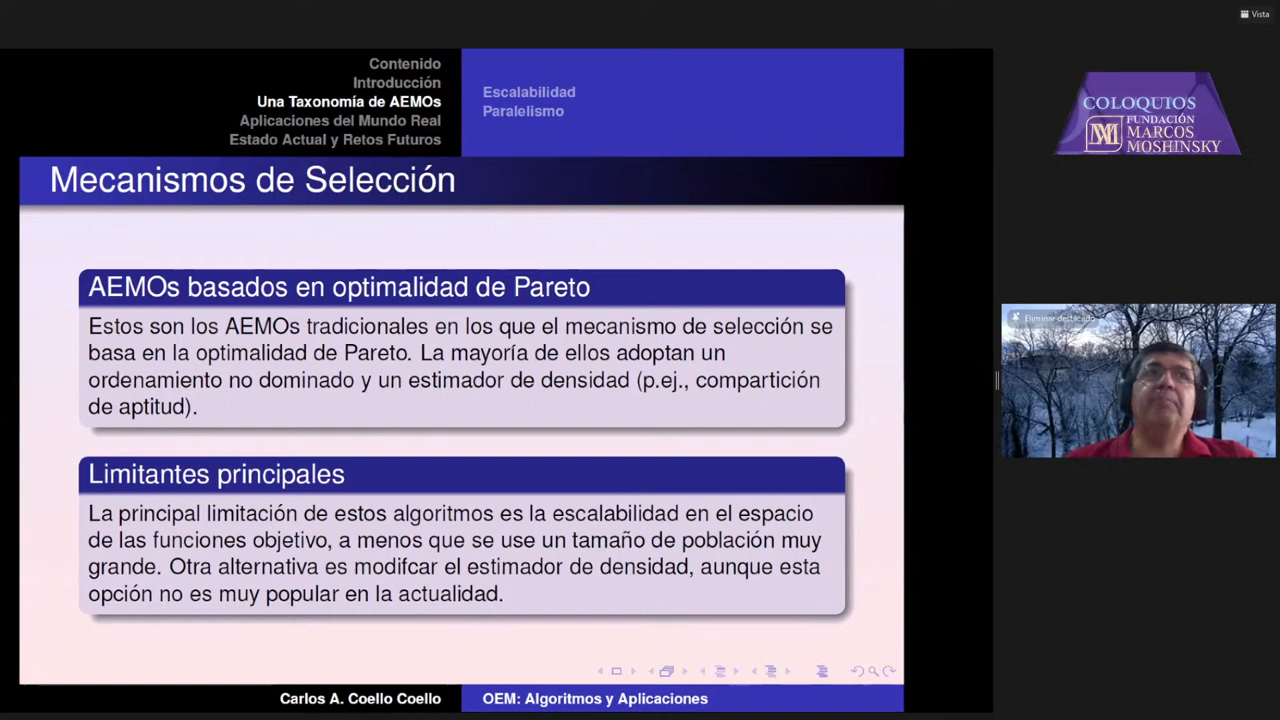 Vista
Contenido
Introducción
Una Taxonomía de AEMOs
Aplicaciones del Mundo Real
Estado Actual y Retos Futuros
Escalabilidad
Paralelismo
Mecanismos de Selección
AEMOs basados en optimalidad de Pareto
Estos son los AEMOs tradicionales en los que el mecanismo de selección se
basa en la optimalidad de Pareto. La mayoría de ellos adoptan un
ordenamiento no dominado y un estimador de densidad (p.ej., compartición
de aptitud).
Limitantes principales
La principal limitación de estos algoritmos es la escalabilidad en el espacio
de las funciones objetivo, a menos que se use un tamaño de población muy
grande. Otra alternativa es modifcar el estimador de densidad, aunque esta
opción no es muy popular en la actualidad.
Carlos A. Coello Coello
OEM: Algoritmos y Aplicaciones
COLOQUIOS
FUNDACIÓN
MARCOS
MOSHINSKY
Eliminar destacado